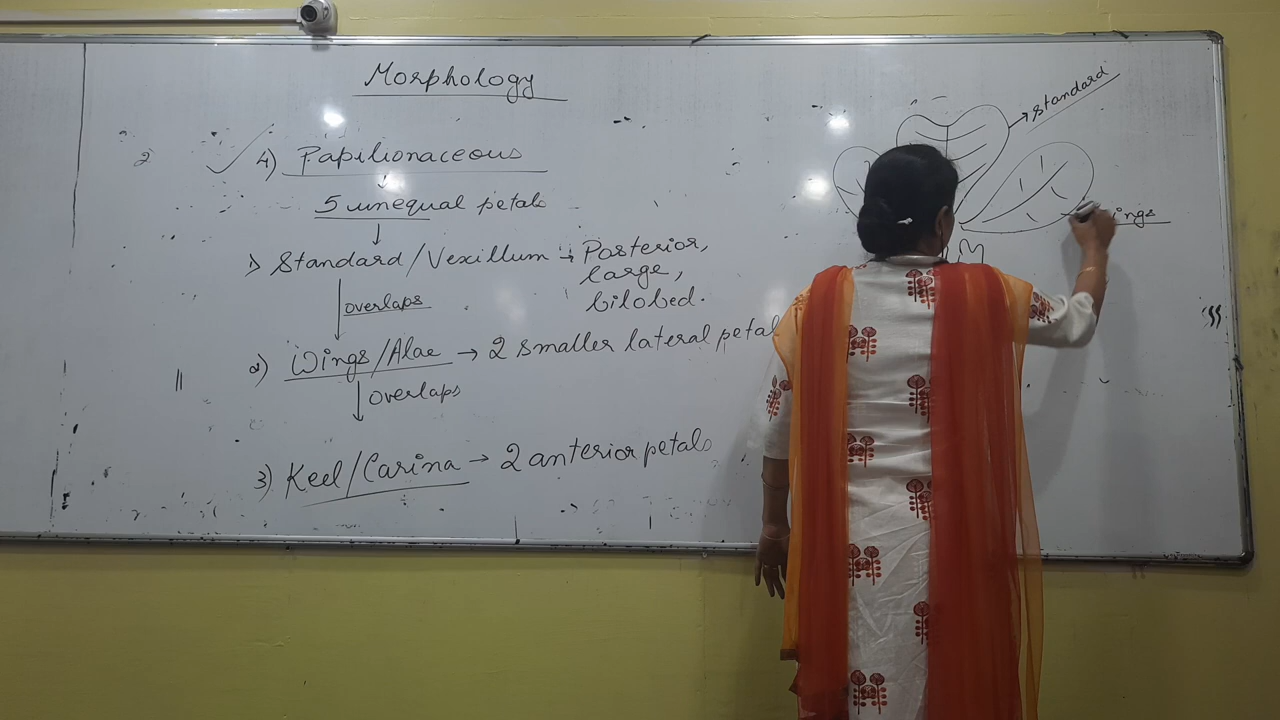 Morphology
4) Papilionaceous
5 unequal petals
1) Standard/Vexillum → Posterior,
large,
bilobed.
overlaps
2) Wings/Alae → 2 smaller lateral petal
overlaps
3) Keel/Carina → 2 anterior petals
→ Standard
ings